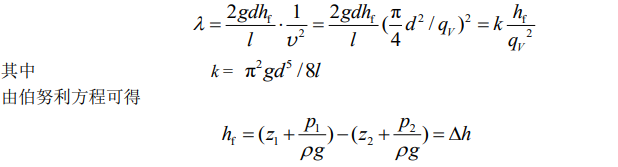 λ = 2gdh_f/l · 1/υ² = 2gdh_f/l (π/4 d²/q_V)² = k h_f/q_V²
其中 k = π²gd⁵/8l
由伯努利方程可得
h_f = (z₁ + p₁/ρg) − (z₂ + p₂/ρg) = Δh